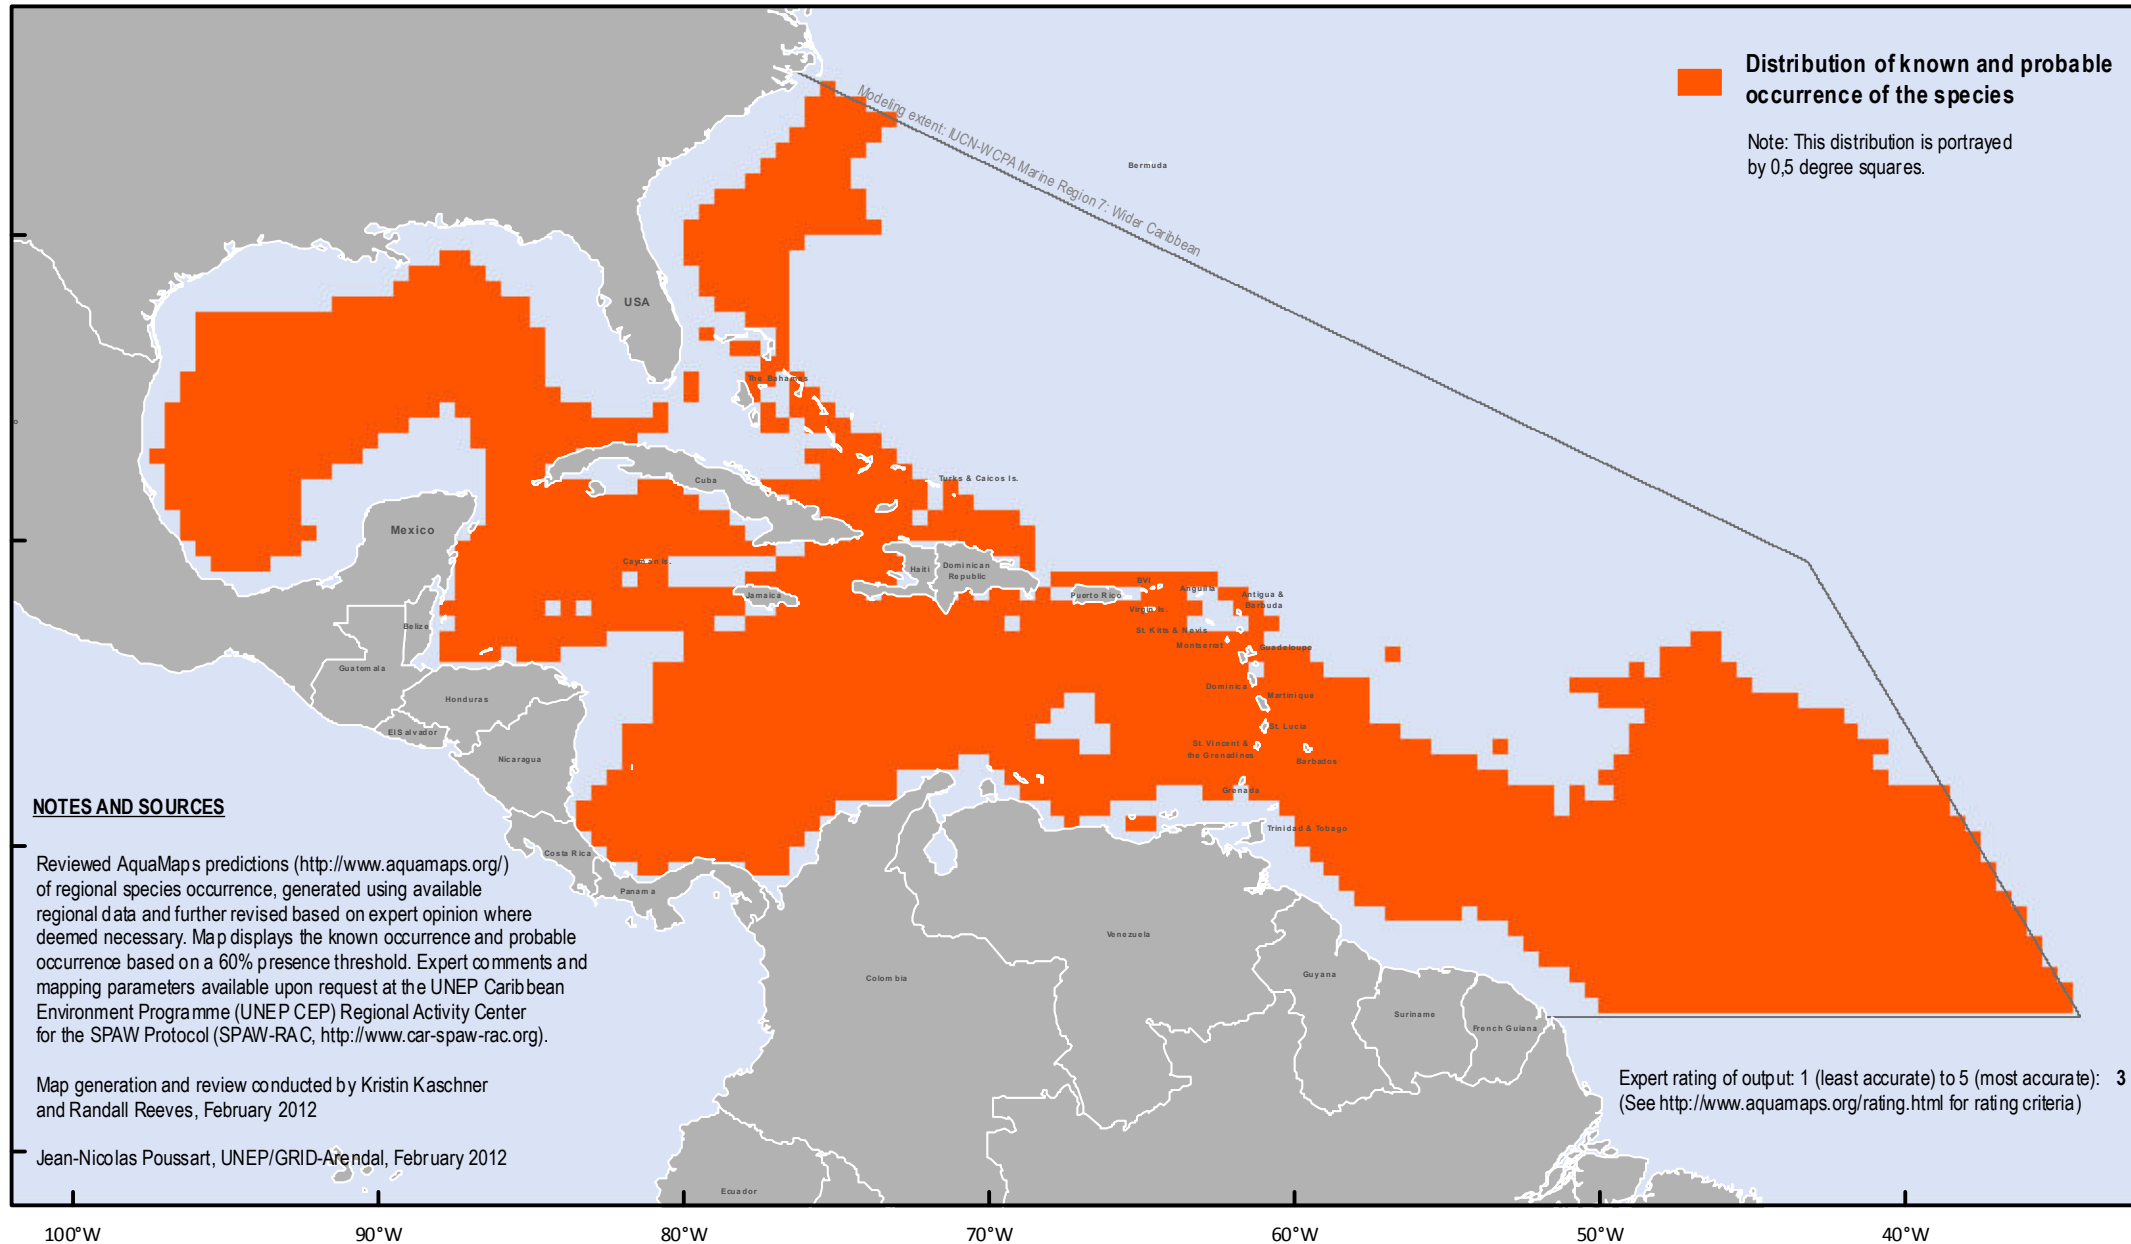 Distribution of known and probable
occurrence of the species
Note: This distribution is portrayed
by 0,5 degree squares.
Modeling extent: IUCN-WCPA Marine Region 7: Wider Caribbean
Bermuda
USA
The Bahamas
Turks & Caicos Is.
Cuba
Mexico
Cayman Is.
Haiti
Dominican
Republic
Jamaica
Puerto Rico
BVI
Anguilla
Virgin Is.
Antigua &
Barbuda
St. Kitts & Nevis
Montserrat
Guadeloupe
Belize
Guatemala
Honduras
El Salvador
Nicaragua
Dominica
Martinique
St. Lucia
St. Vincent &
the Grenadines
Barbados
Grenada
Trinidad & Tobago
Costa Rica
Panama
Venezuela
Colombia
Guyana
Suriname
French Guiana
Ecuador
NOTES AND SOURCES
Reviewed AquaMaps predictions (http://www.aquamaps.org/)
of regional species occurrence, generated using available
regional data and further revised based on expert opinion where
deemed necessary. Map displays the known occurrence and probable
occurrence based on a 60% presence threshold. Expert comments and
mapping parameters available upon request at the UNEP Caribbean
Environment Programme (UNEP CEP) Regional Activity Center
for the SPAW Protocol (SPAW-RAC, http://www.car-spaw-rac.org).
Map generation and review conducted by Kristin Kaschner
and Randall Reeves, February 2012
Jean-Nicolas Poussart, UNEP/GRID-Arendal, February 2012
Expert rating of output: 1 (least accurate) to 5 (most accurate): 3
(See http://www.aquamaps.org/rating.html for rating criteria)
100°W
90°W
80°W
70°W
60°W
50°W
40°W